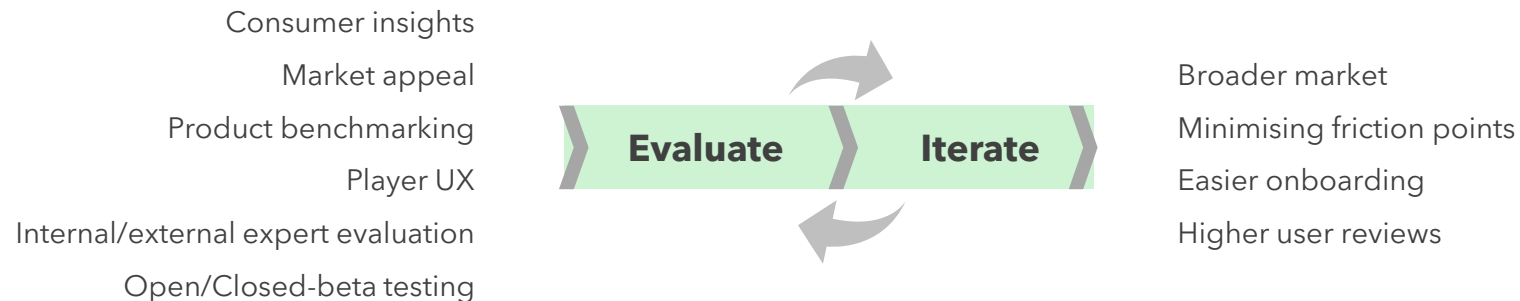 Consumer insights
Market appeal
Product benchmarking
Player UX
Internal/external expert evaluation
Open/Closed-beta testing
Evaluate
Iterate
Broader market
Minimising friction points
Easier onboarding
Higher user reviews